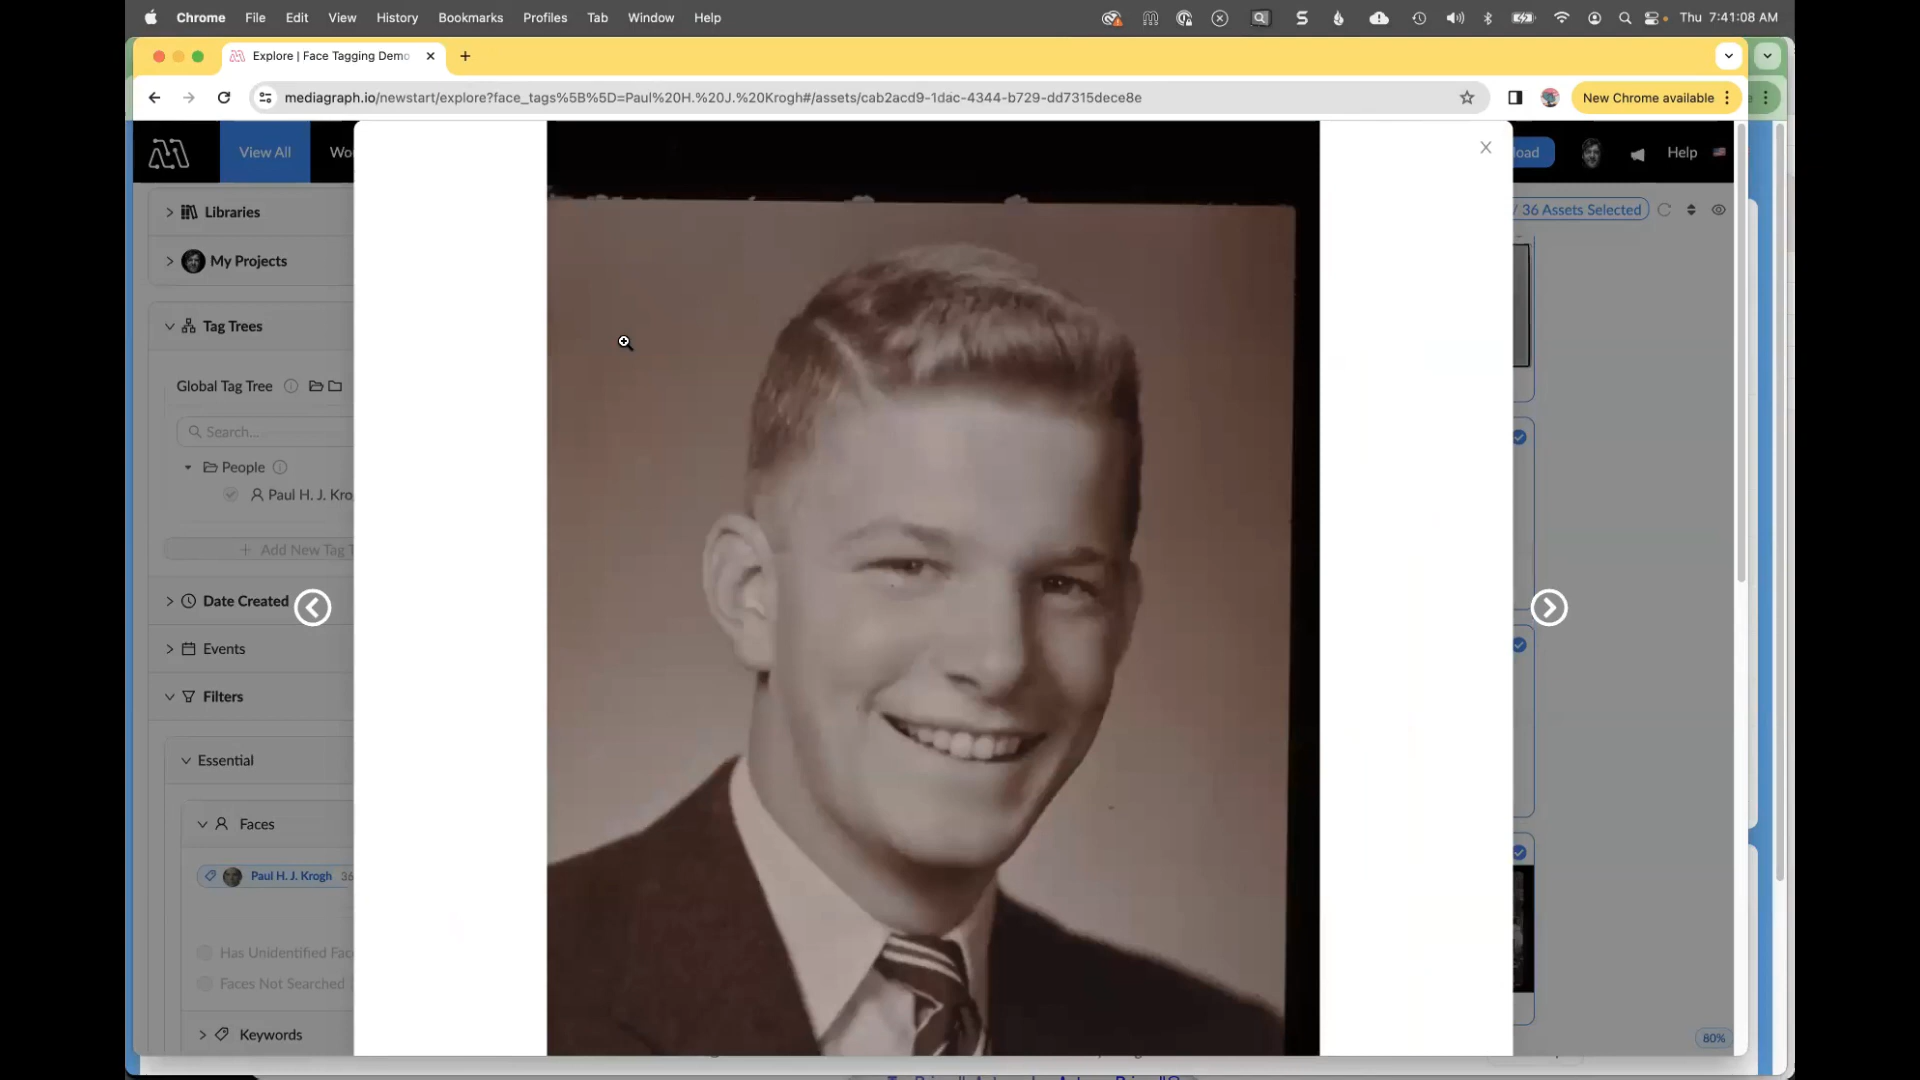 Chrome File Edit View History Bookmarks Profiles Tab Window Help Thu 7:41:08 AM
Explore | Face Tagging Demo
mediagraph.io/newstart/explore?face_tags%5B%5D=Paul%20H.%20J.%20Krogh#/assets/cab2acd9-1dac-4344-b729-dd7315dece8e New Chrome available
View All Wo oad Help
Libraries / 36 Assets Selected
My Projects
Tag Trees
Global Tag Tree
Search...
People
Paul H. J. Kro
+ Add New Tag T
Date Created
Events
Filters
Essential
Faces
Paul H. J. Krogh 36
Has Unidentified Fac
Faces Not Searched
Keywords
80%